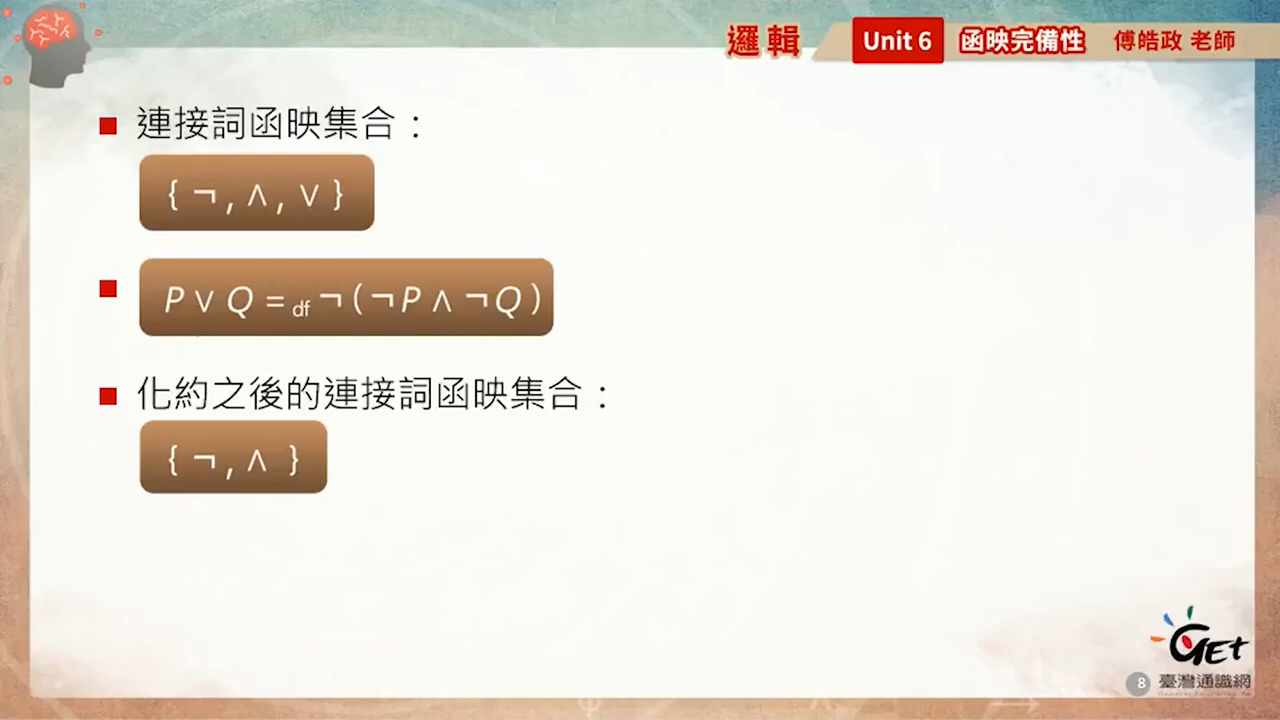 邏輯 Unit 6 函映完備性 傅皓政 老師
連接詞函映集合：
{ ¬ , ∧ , ∨ }
P ∨ Q =df ¬ ( ¬ P ∧ ¬ Q )
化約之後的連接詞函映集合：
{ ¬ , ∧ }
GET
8 臺灣通識網